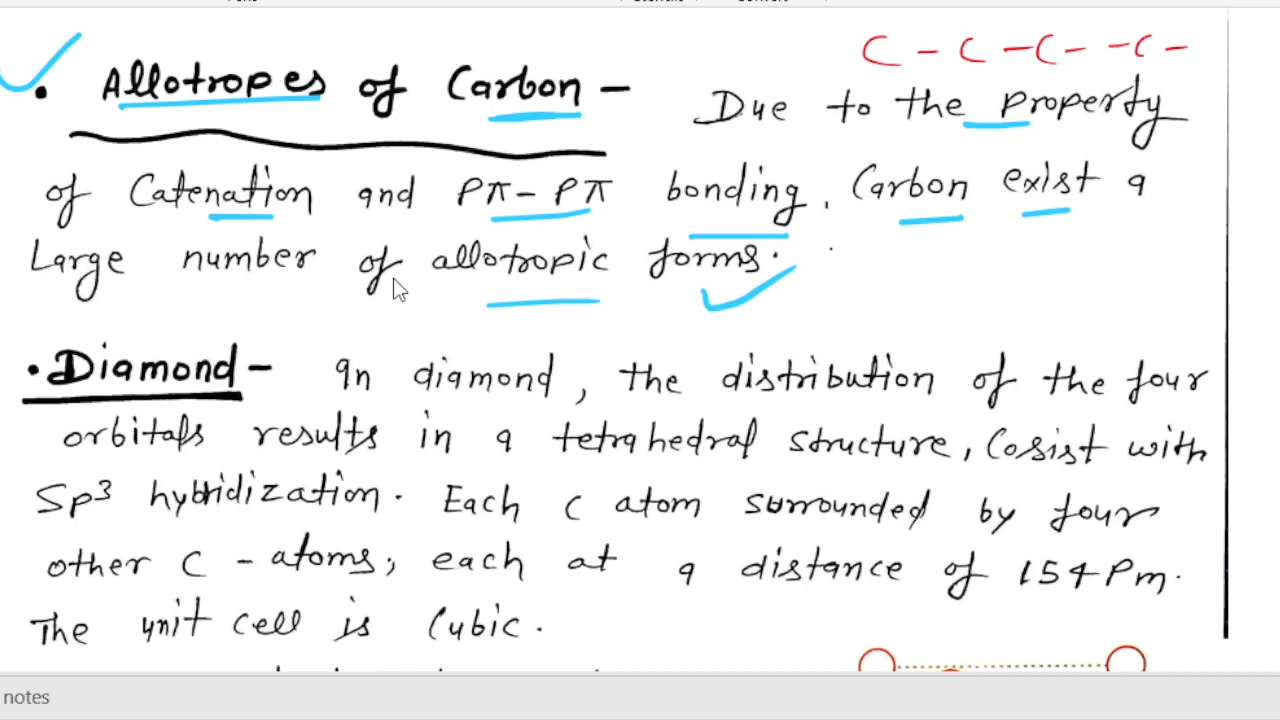 C - C - C - - C -
• Allotropes of Carbon - Due to the property
of Catenation and Pπ - Pπ bonding, Carbon exist a
Large number of allotropic forms.
• Diamond - In diamond, the distribution of the four
orbitals results in a tetrahedral structure, Cosist with
Sp³ hybridization. Each C atom surrounded by four
other C - atoms, each at a distance of 154 Pm.
The unit cell is Cubic.
notes